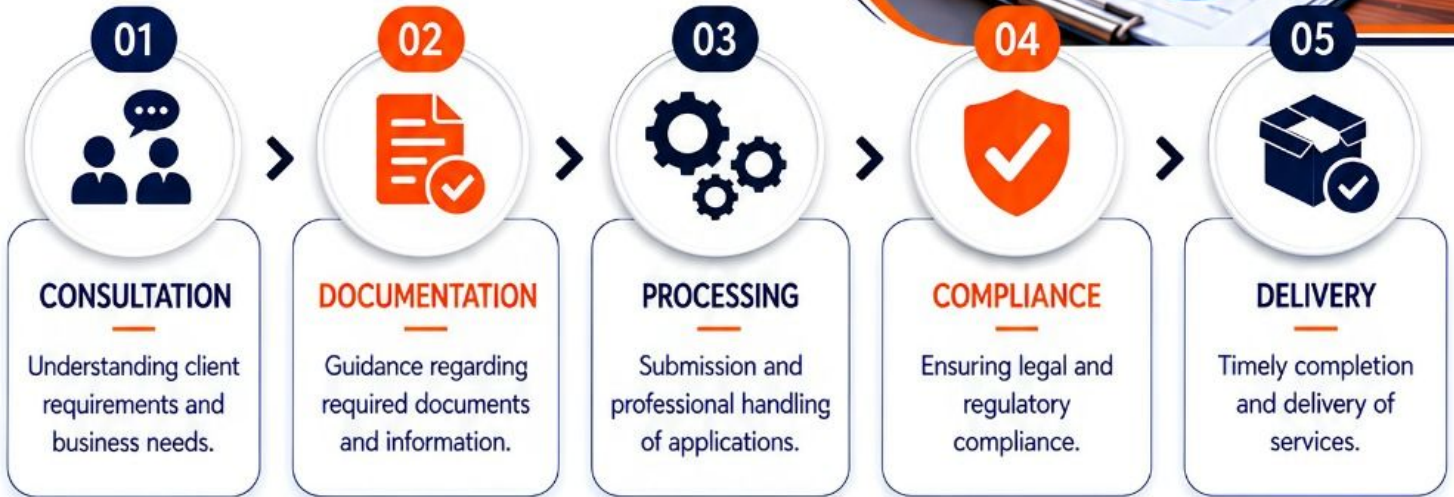 01
02
03
04
05
CONSULTATION
Understanding client
requirements and
business needs.
DOCUMENTATION
Guidance regarding
required documents
and information.
PROCESSING
Submission and
professional handling
of applications.
COMPLIANCE
Ensuring legal and
regulatory
compliance.
DELIVERY
Timely completion
and delivery of
services.